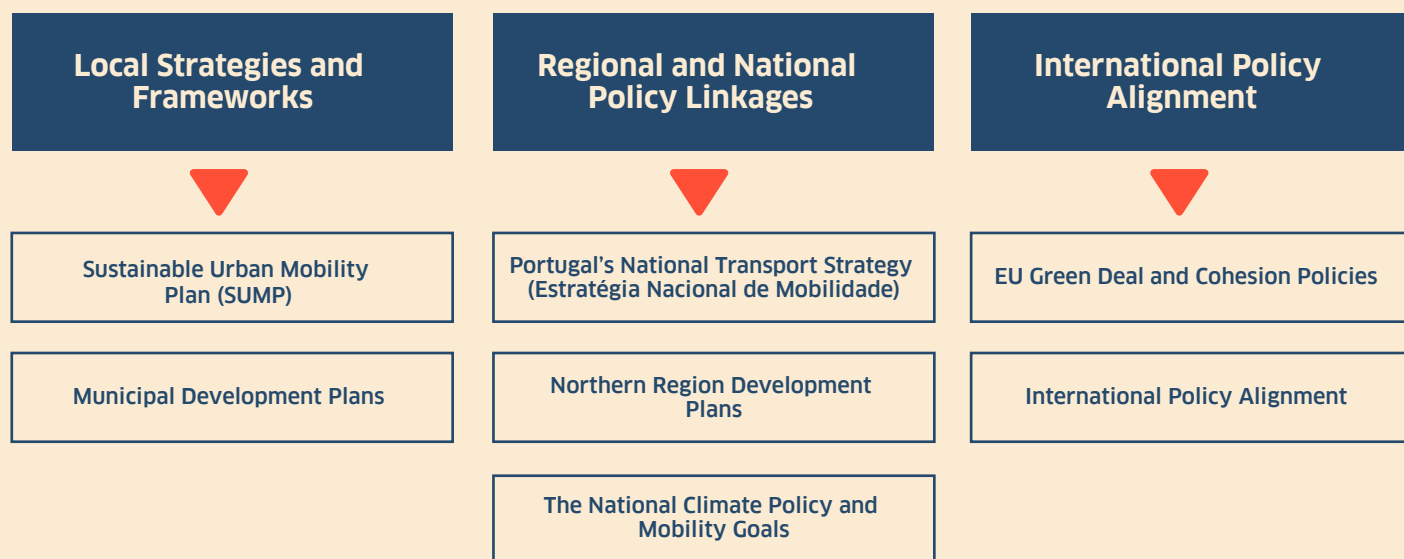 Local Strategies and
Frameworks
Sustainable Urban Mobility
Plan (SUMP)
Municipal Development Plans
Regional and National
Policy Linkages
Portugal’s National Transport Strategy
(Estratégia Nacional de Mobilidade)
Northern Region Development
Plans
The National Climate Policy and
Mobility Goals
International Policy
Alignment
EU Green Deal and Cohesion Policies
International Policy Alignment